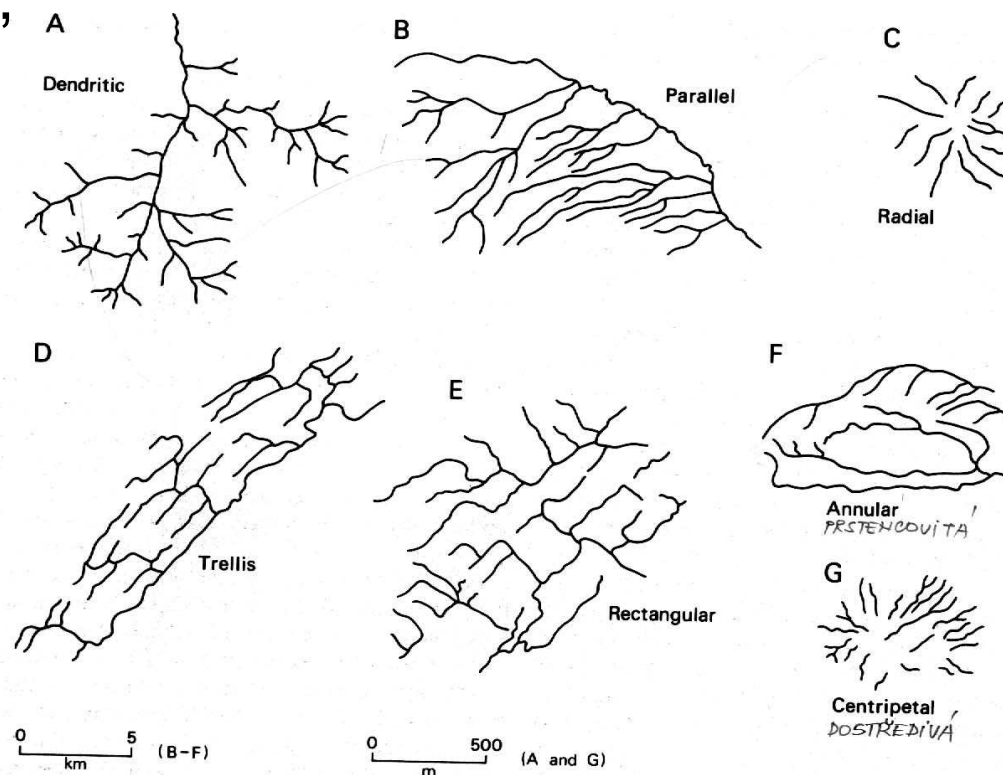 ,
A
B
C
Dendritic
Parallel
Radial
D
E
F
Trellis
Rectangular
Annular
PRSTENCOVITÁ
G
Centripetal
DOSTŘEDIVÁ
0 5 (B–F)
km
0 500 (A and G)
m